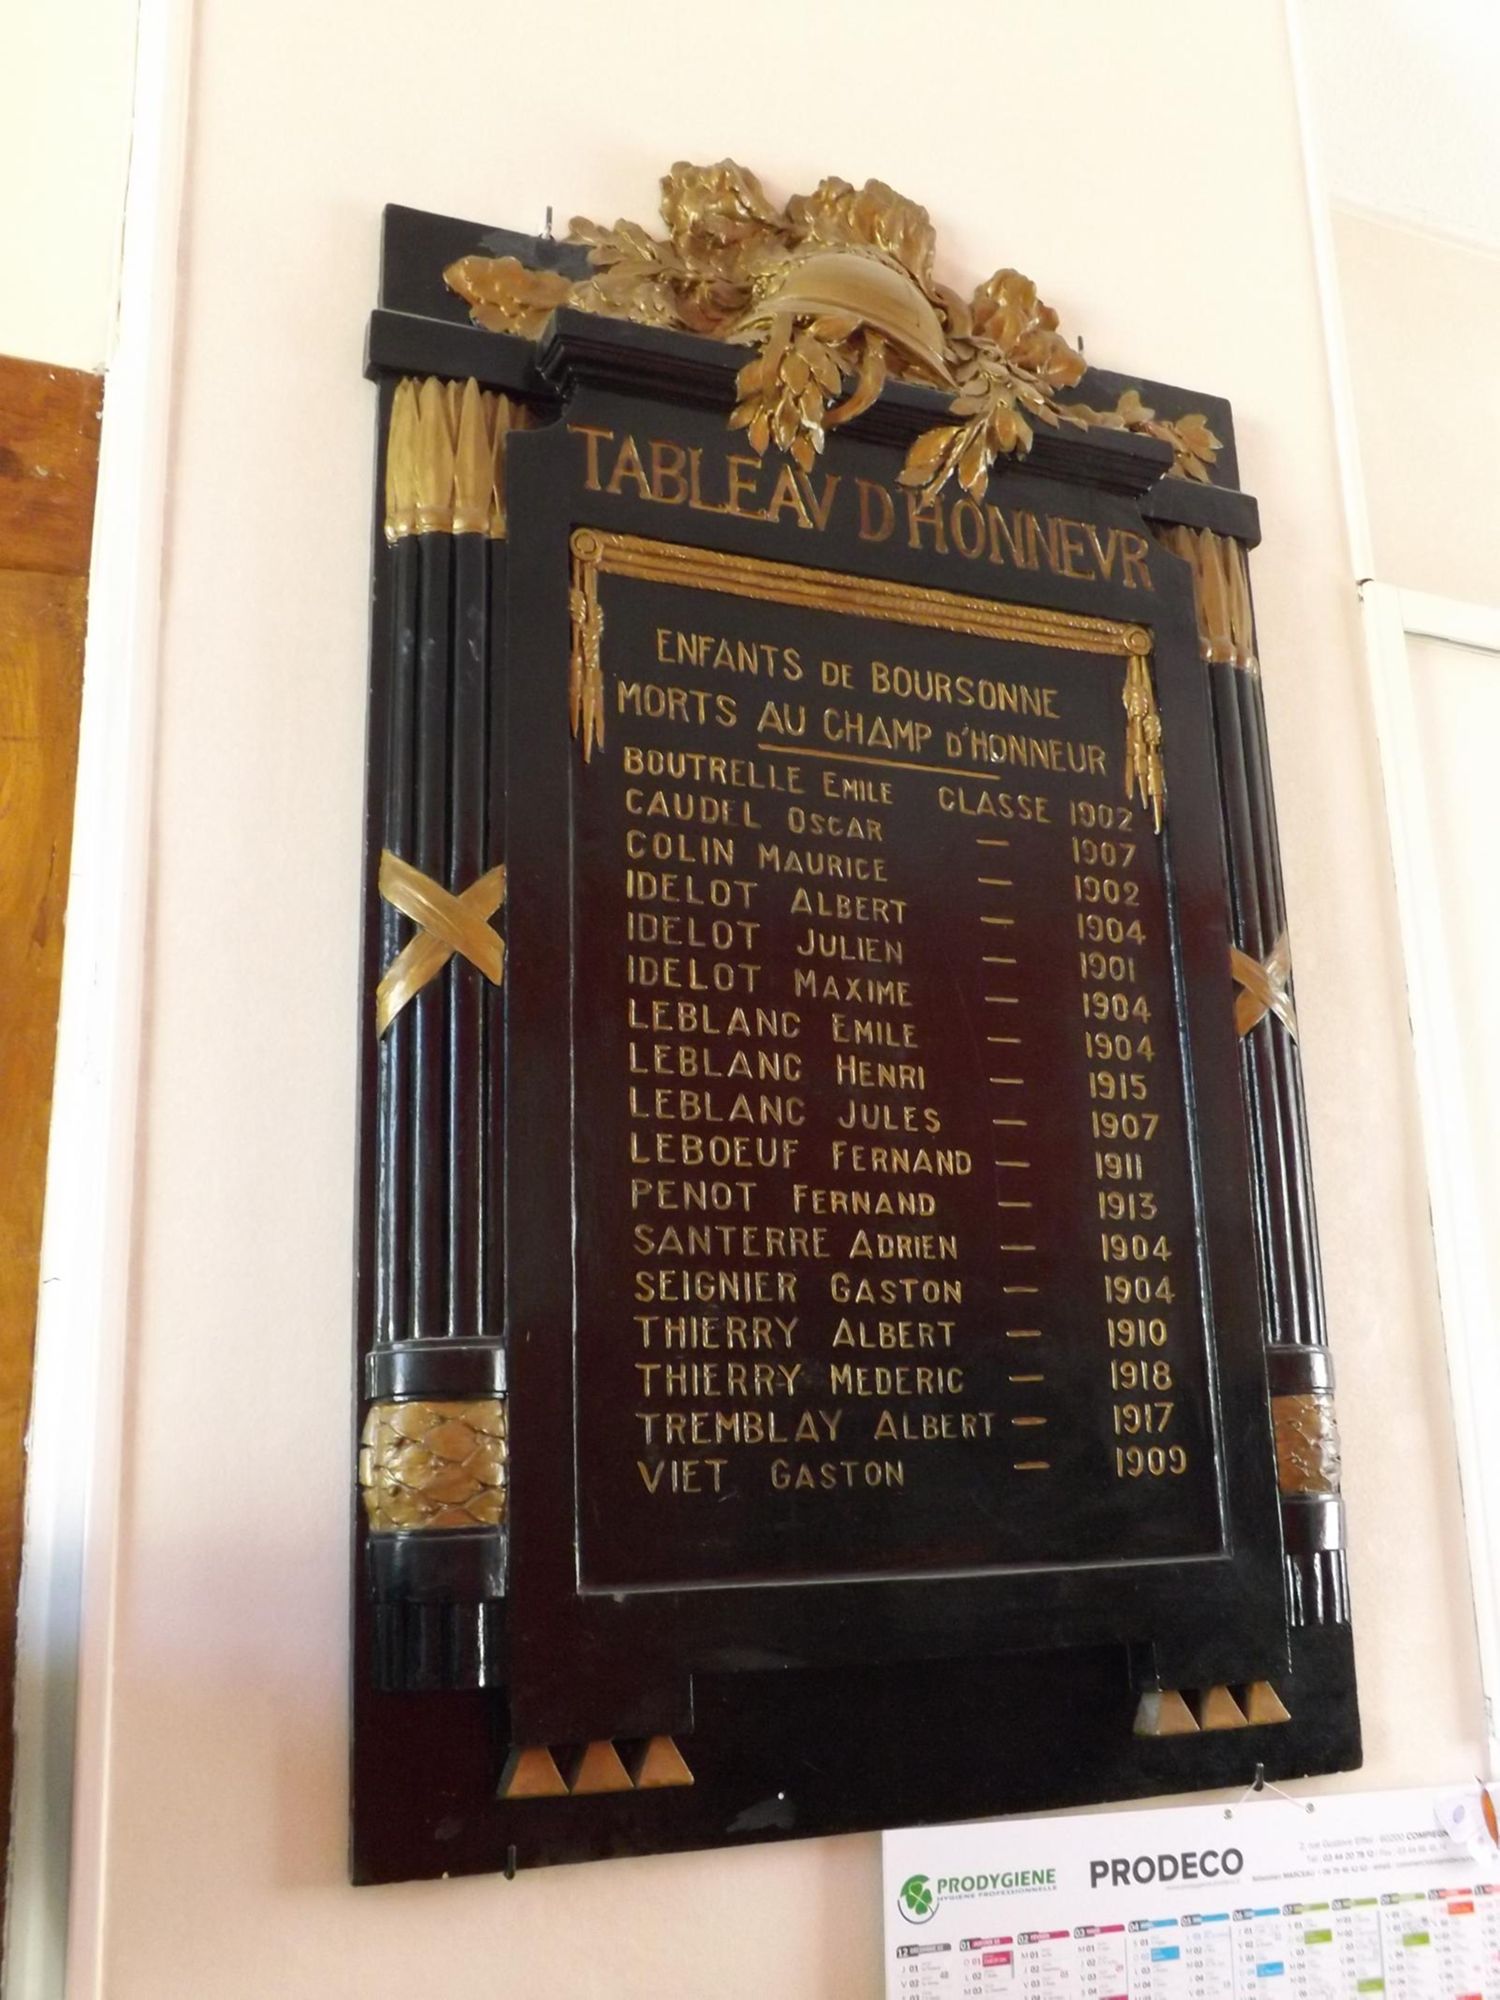 TABLEAV D'HONNEVR
ENFANTS DE BOURSONNE
MORTS AU CHAMP D'HONNEUR
BOUTRELLE EMILE CLASSE 1902
CAUDEL OSCAR — 1907
COLIN MAURICE — 1902
IDELOT ALBERT — 1904
IDELOT JULIEN — 1901
IDELOT MAXIME — 1904
LEBLANC EMILE — 1904
LEBLANC HENRI — 1915
LEBLANC JULES — 1907
LEBOEUF FERNAND — 1911
PENOT FERNAND — 1913
SANTERRE ADRIEN — 1904
SEIGNIER GASTON — 1904
THIERRY ALBERT — 1910
THIERRY MEDERIC — 1918
TREMBLAY ALBERT — 1917
VIET GASTON — 1909
PRODYGIENE
HYGIENE PROFESSIONNELLE
PRODECO